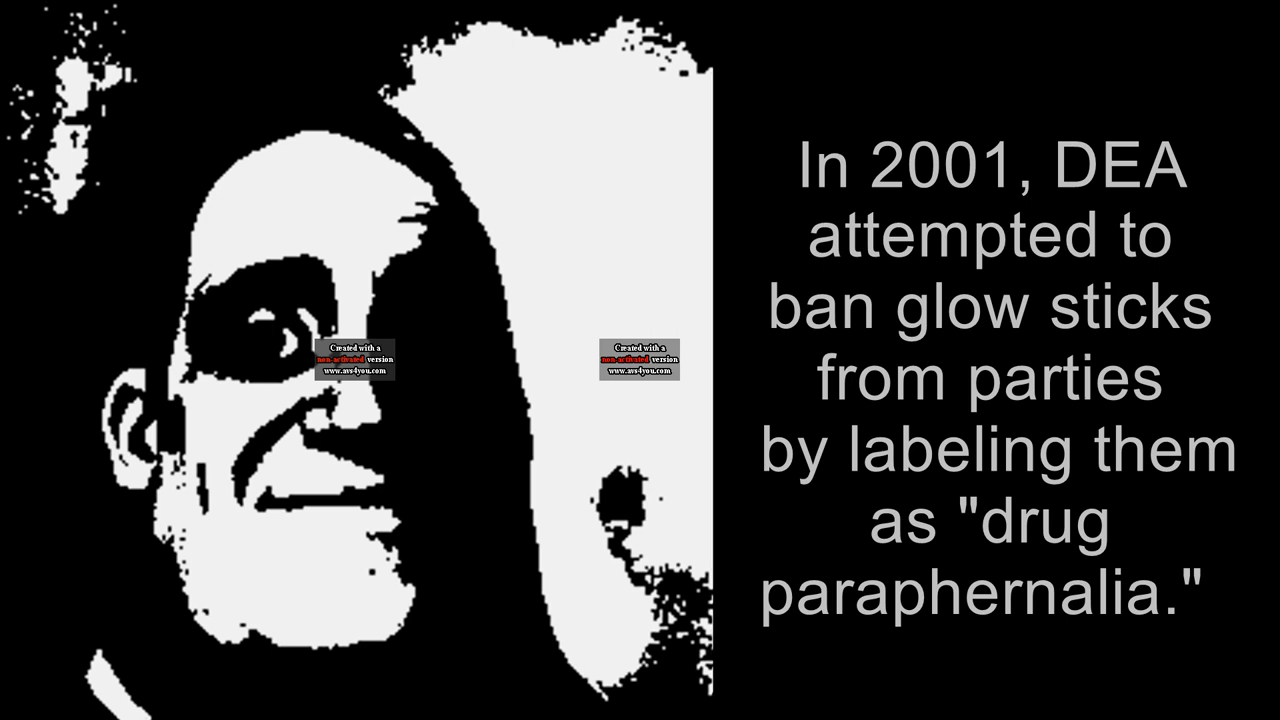 In 2001, DEA
attempted to
ban glow sticks
from parties
by labeling them
as "drug
paraphernalia."
Created with a
non-activated version
www.avs4you.com
Created with a
non-activated version
www.avs4you.com